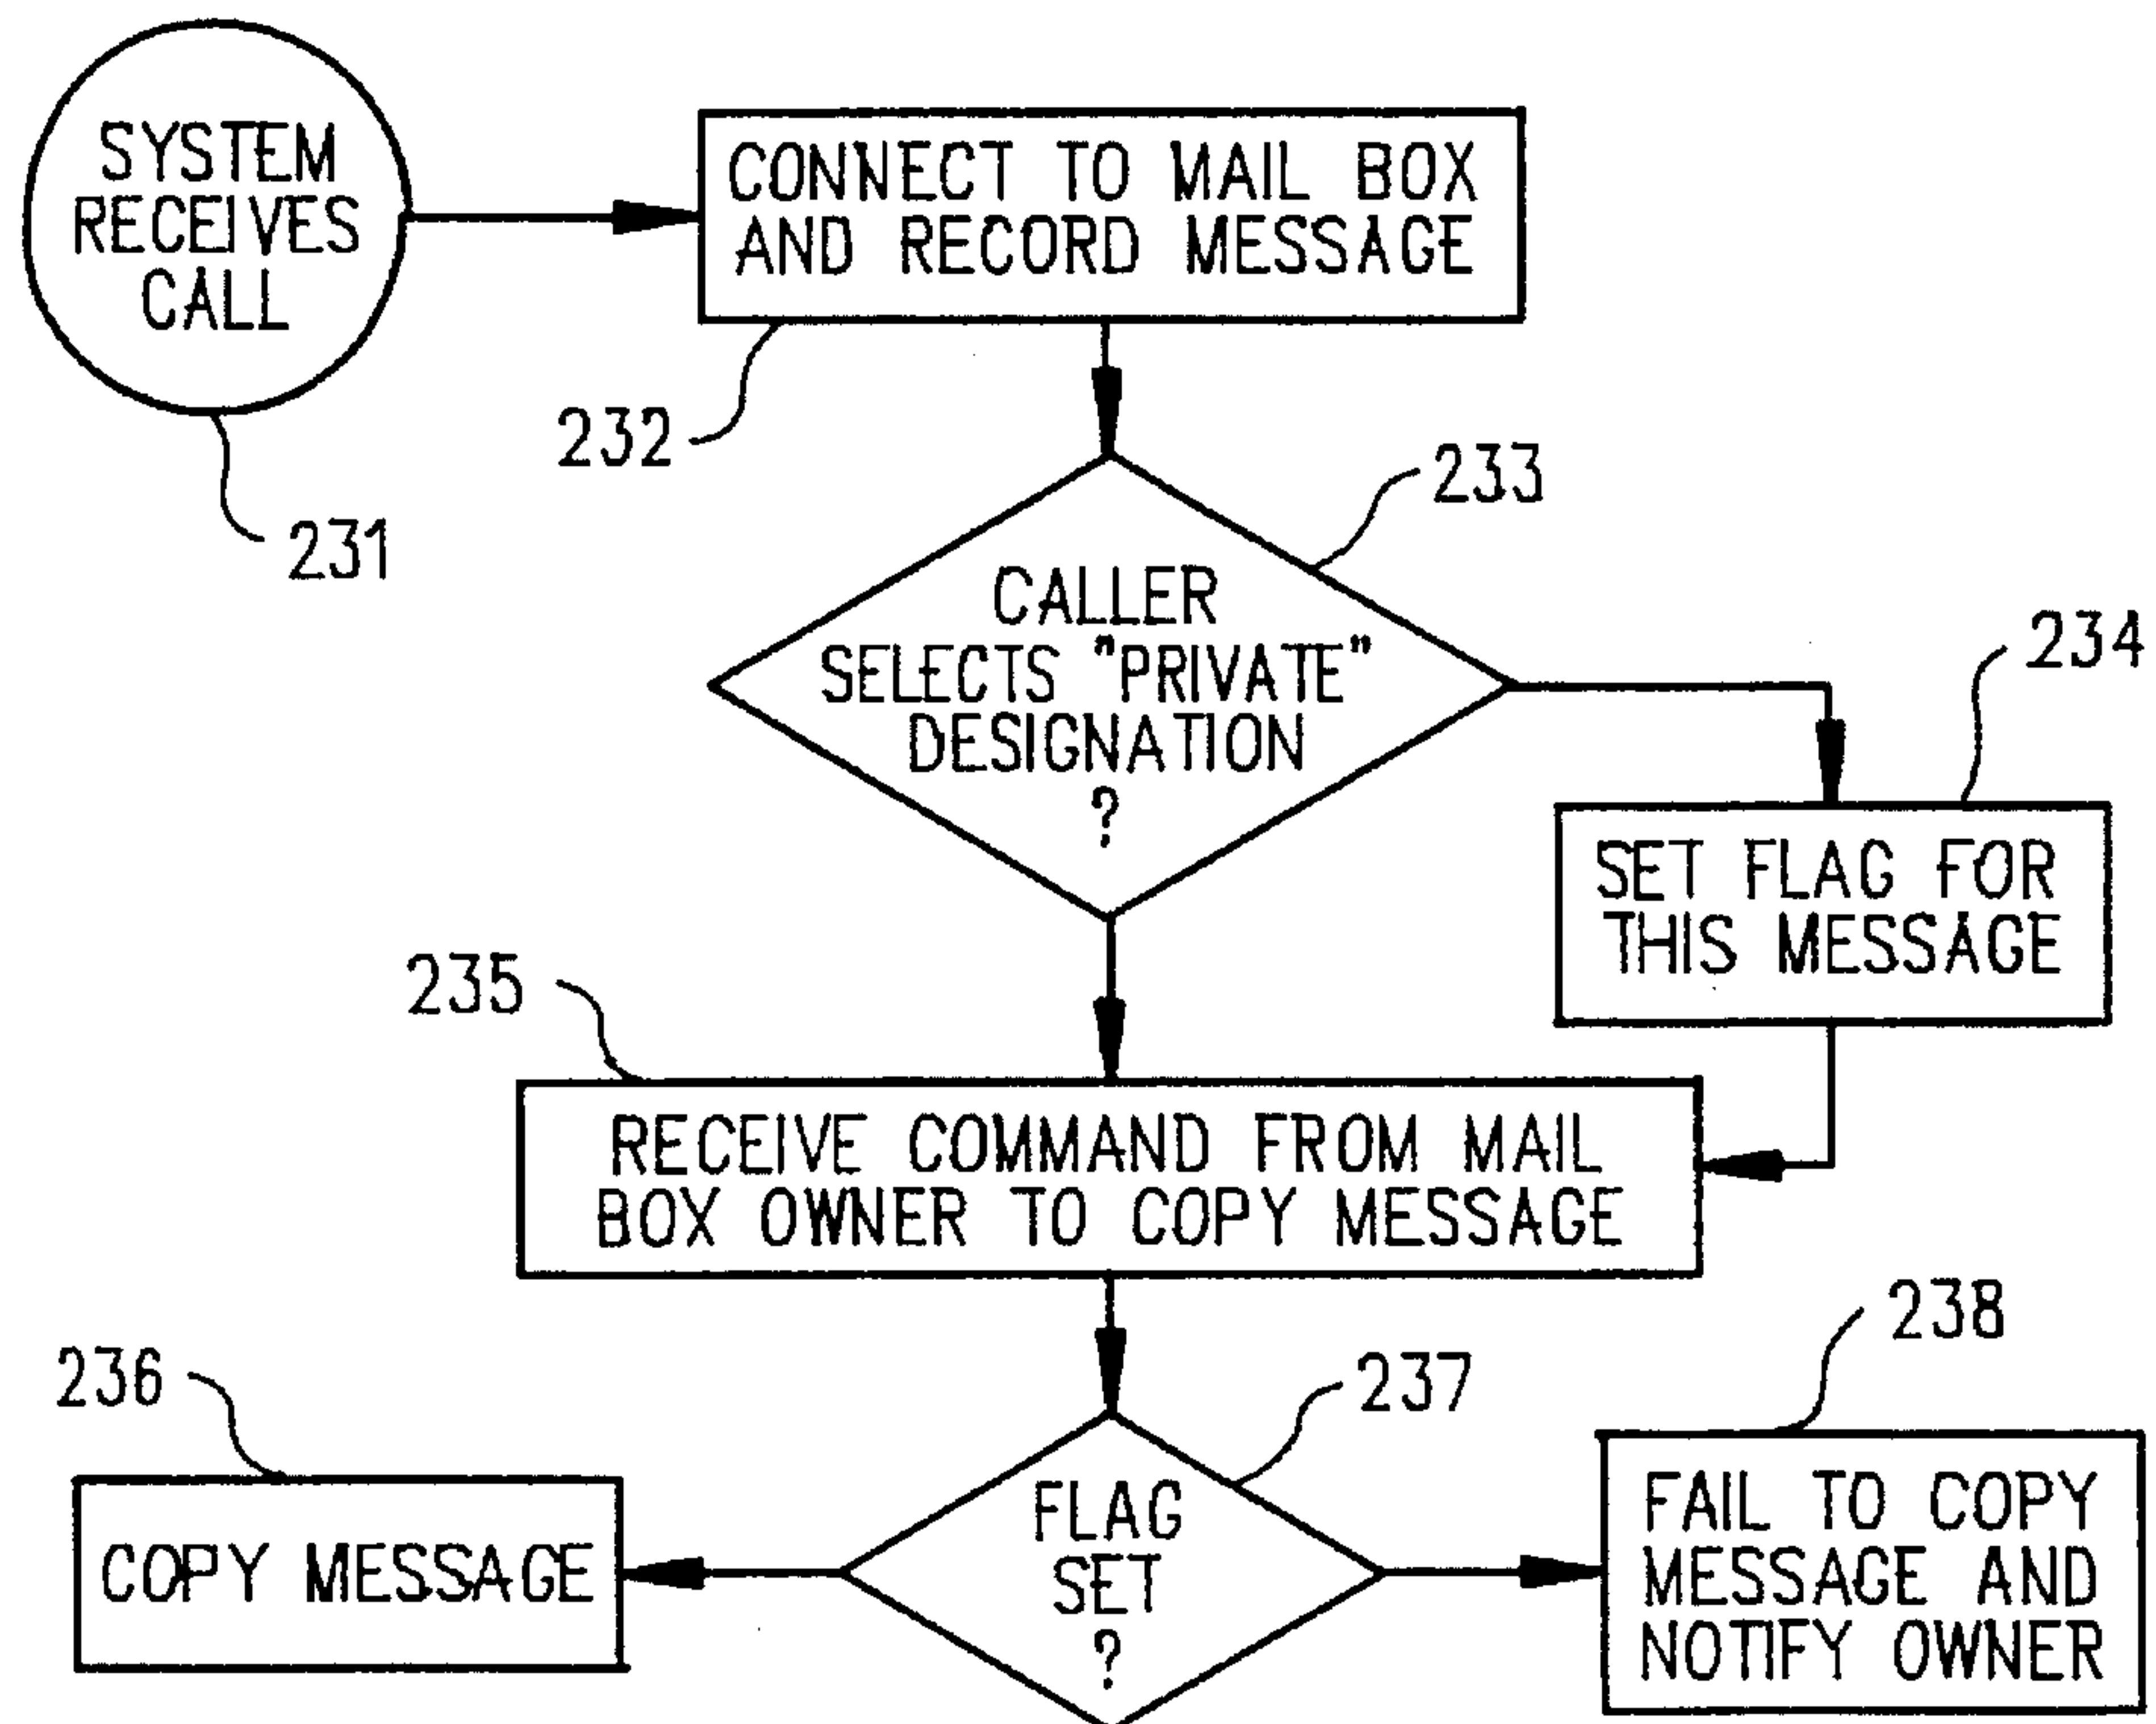 SYSTEM
RECEIVES
CALL
231
CONNECT TO MAIL BOX
AND RECORD MESSAGE
232
CALLER
SELECTS "PRIVATE"
DESIGNATION
?
233
234
SET FLAG FOR
THIS MESSAGE
235
RECEIVE COMMAND FROM MAIL
BOX OWNER TO COPY MESSAGE
236
COPY MESSAGE
237
FLAG
SET
?
238
FAIL TO COPY
MESSAGE AND
NOTIFY OWNER